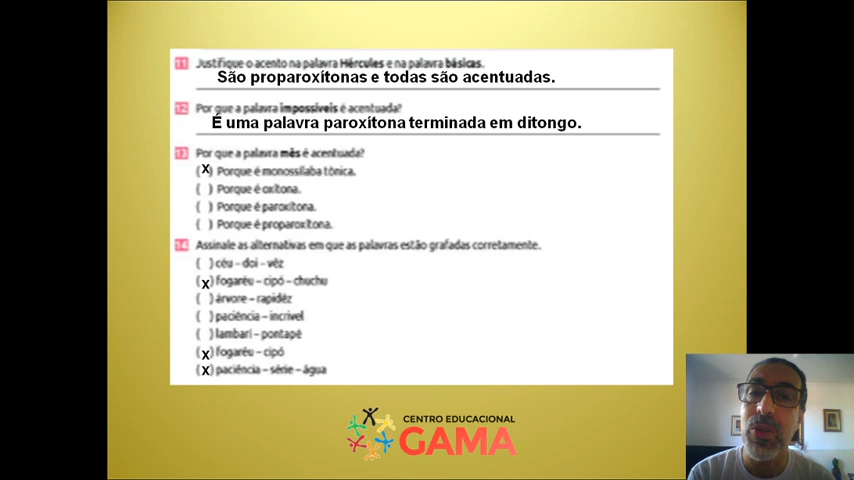 11 Justifique o acento na palavra Hércules e na palavra básicas.
São proparoxítonas e todas são acentuadas.
12 Por que a palavra impossíveis é acentuada?
É uma palavra paroxítona terminada em ditongo.
13 Por que a palavra mês é acentuada?
(X) Porque é monossílaba tônica.
( ) Porque é oxítona.
( ) Porque é paroxítona.
( ) Porque é proparoxítona.
14 Assinale as alternativas em que as palavras estão grafadas corretamente.
( ) céu – doi – vêz
(X) fogaréu – cipó – chuchu
( ) árvore – rapidêz
( ) paciência – incrivel
( ) lambarí – pontapé
(X) fogaréu – cipó
(X) paciência – série – água
CENTRO EDUCACIONAL
GAMA